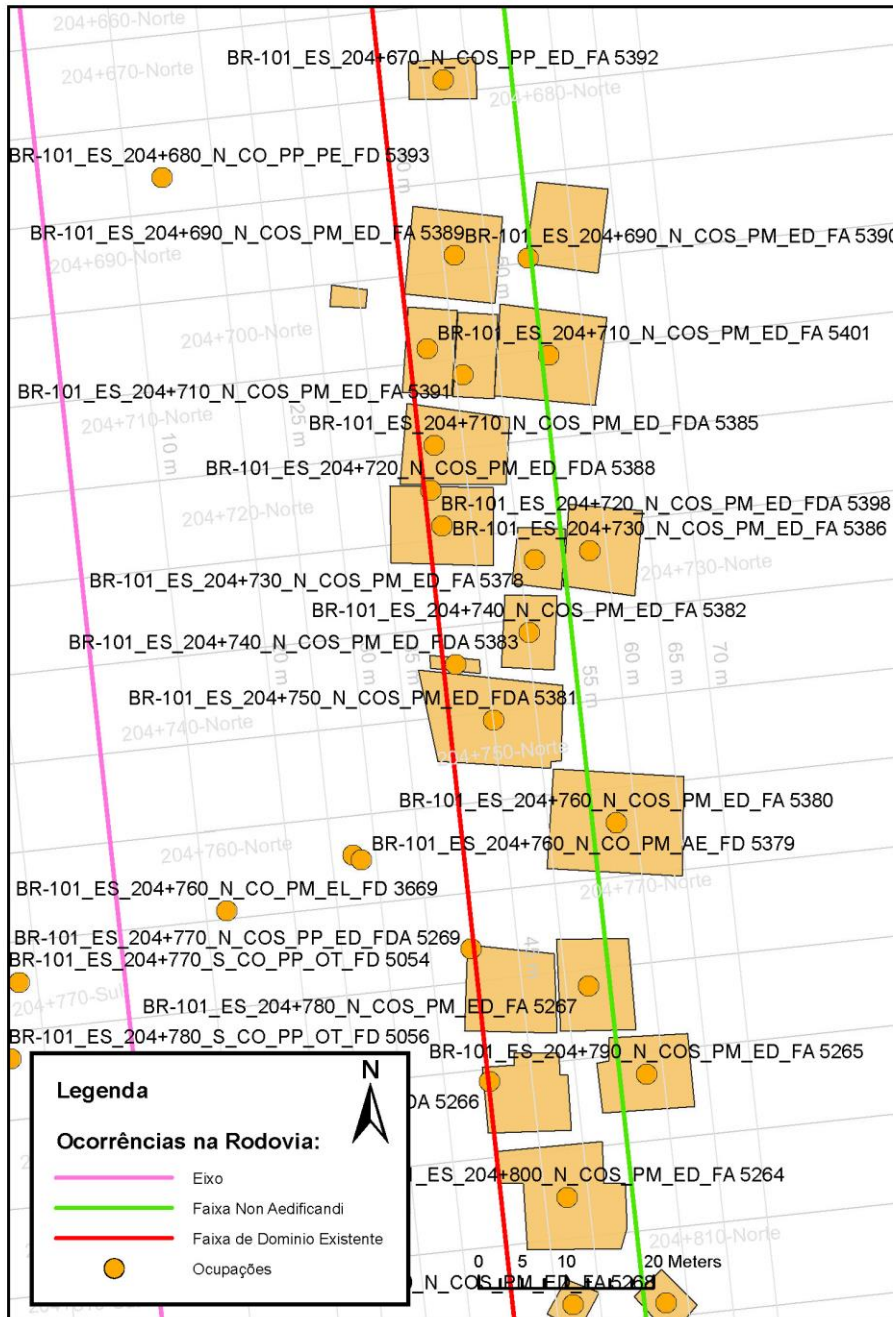 204+660-Norte
BR-101_ES_204+670_N_COS_PP_ED_FA 5392
204+670-Norte
204+680-Norte
BR-101_ES_204+680_N_CO_PP_PE_FD 5393
BR-101_ES_204+690_N_COS_PM_ED_FA 5389
BR-101_ES_204+690_N_COS_PM_ED_FA 5390
204+690-Norte
50 m
204+700-Norte
BR-101_ES_204+710_N_COS_PM_ED_FA 5401
BR-101_ES_204+710_N_COS_PM_ED_FA 5391
204+710-Norte
25 m
10 m
BR-101_ES_204+710_N_COS_PM_ED_FDA 5385
BR-101_ES_204+720_N_COS_PM_ED_FDA 5388
204+720-Norte
BR-101_ES_204+720_N_COS_PM_ED_FDA 5398
BR-101_ES_204+730_N_COS_PM_ED_FA 5386
204+730-Norte
BR-101_ES_204+730_N_COS_PM_ED_FA 5378
BR-101_ES_204+740_N_COS_PM_ED_FA 5382
BR-101_ES_204+740_N_COS_PM_ED_FDA 5383
55 m
60 m
65 m
70 m
BR-101_ES_204+750_N_COS_PM_ED_FDA 5381
204+740-Norte
204+750-Norte
BR-101_ES_204+760_N_COS_PM_ED_FA 5380
204+760-Norte
BR-101_ES_204+760_N_CO_PM_AE_FD 5379
204+770-Norte
BR-101_ES_204+760_N_CO_PM_EL_FD 3669
BR-101_ES_204+770_N_COS_PP_ED_FDA 5269
45 m
BR-101_ES_204+770_S_CO_PP_OT_FD 5054
204+770-Sul
BR-101_ES_204+780_N_COS_PM_ED_FA 5267
BR-101_ES_204+780_S_CO_PP_OT_FD 5056
BR-101_ES_204+790_N_COS_PM_ED_FA 5265
DA 5266
_ES_204+800_N_COS_PM_ED_FA 5264
204+810-Norte
_N_COS_PM_ED_FA 5268
Legenda
N
Ocorrências na Rodovia:
Eixo
Faixa Non Aedificandi
Faixa de Dominio Existente
Ocupações
0 5 10 20 Meters